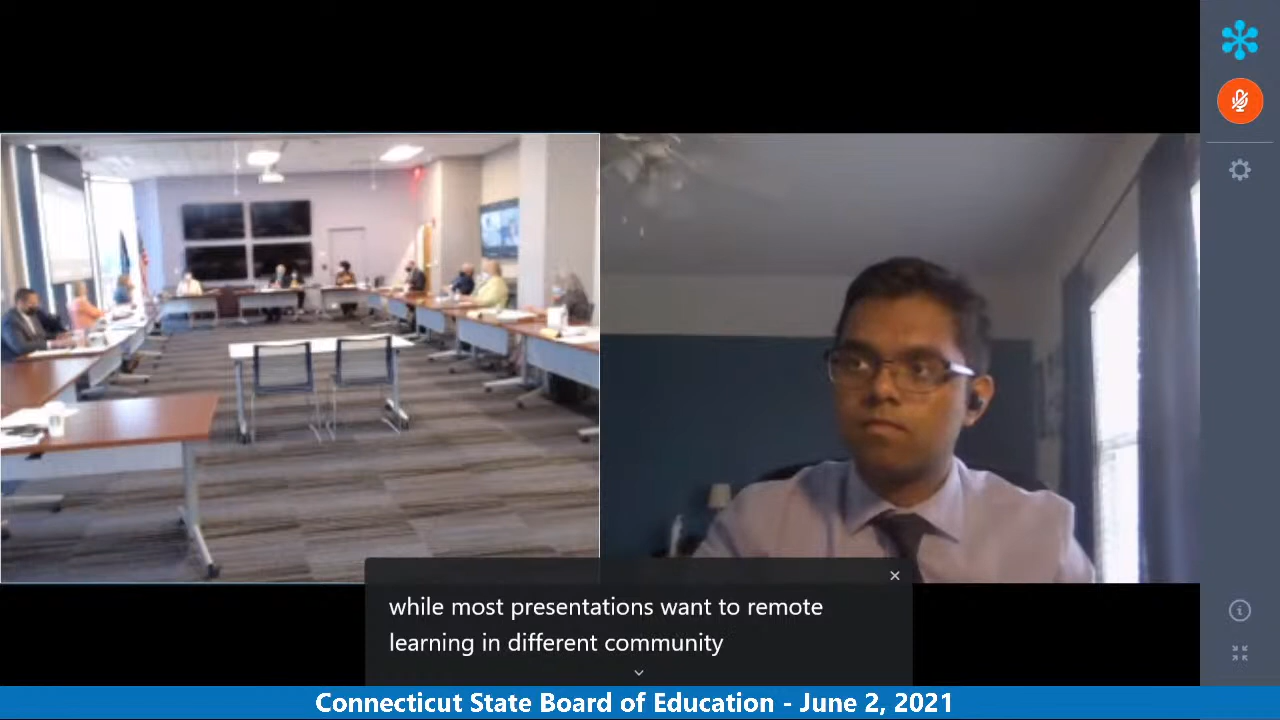 while most presentations want to remote
learning in different community
Connecticut State Board of Education - June 2, 2021